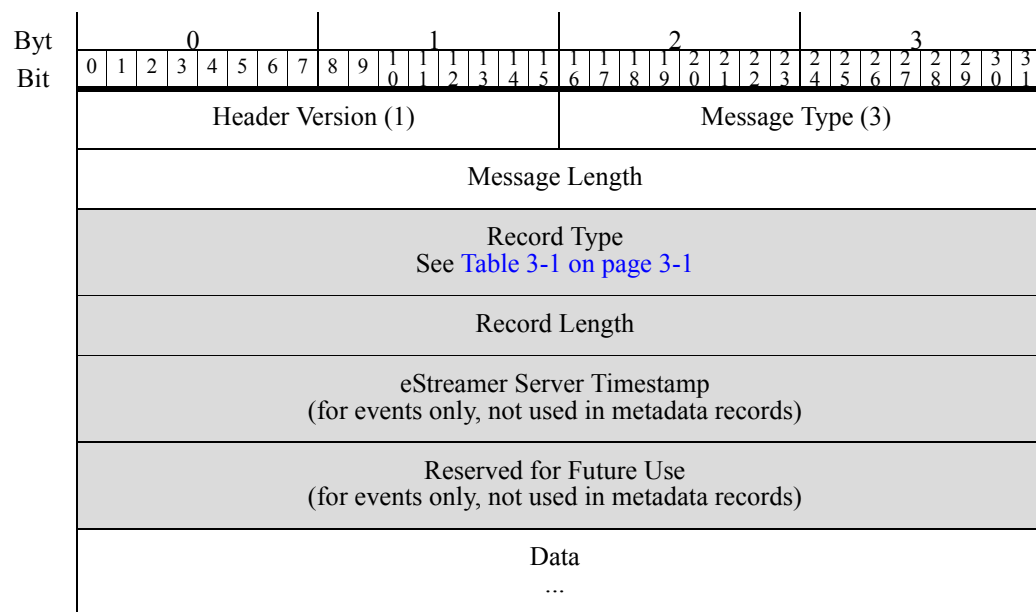 Byt 0 1 2 3
Bit 0 1 2 3 4 5 6 7 8 9 10 11 12 13 14 15 16 17 18 19 20 21 22 23 24 25 26 27 28 29 30 31
Header Version (1) Message Type (3)
Message Length
Record Type
See Table 3-1 on page 3-1
Record Length
eStreamer Server Timestamp
(for events only, not used in metadata records)
Reserved for Future Use
(for events only, not used in metadata records)
Data
...